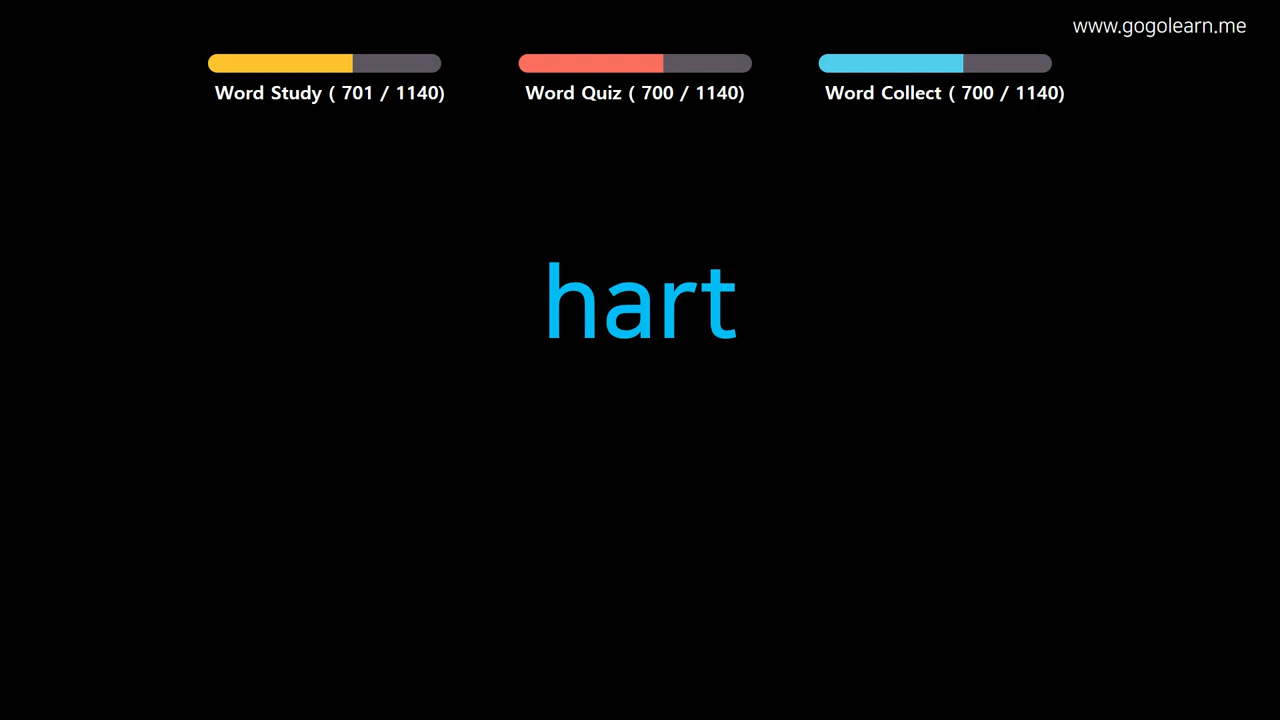 www.gogolearn.me
Word Study ( 701 / 1140)
Word Quiz ( 700 / 1140)
Word Collect ( 700 / 1140)
hart